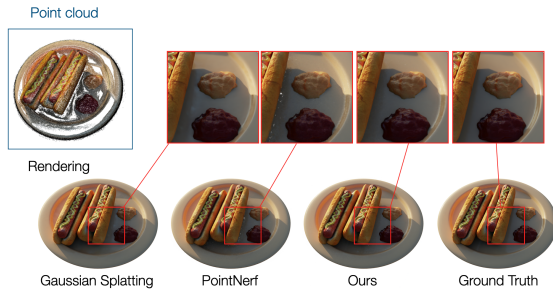 Point cloud
Rendering
Gaussian Splatting
PointNerf
Ours
Ground Truth